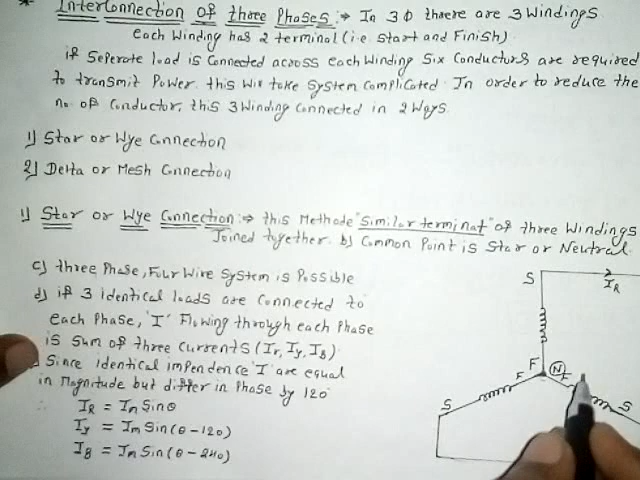 * Interconnection of three Phases :→ In 3Φ there are 3 windings
Each winding has 2 terminal (i.e start and Finish)
if Seperate load is Connected across each winding Six Conductors are required
to transmit Power. this will take System Complicated. In order to reduce the
no. of Conductor, this 3 winding Connected in 2 ways.
1) Star or Wye Connection
2) Delta or Mesh Connection
1) Star or Wye Connection :→ this Methode "Similar terminal" of three Windings
Joined together. b) Common Point is Star or Neutral.
c) three Phase, Four Wire System is Possible
d) if 3 identical loads are Connected to
each Phase, 'I' Flowing through each Phase
is Sum of three Currents (Ir, Iy, IB).
Since identical impendence 'I' are equal
in Magnitude but differ in Phase by 120°
∴ IR = Im Sinθ
Iy = Im Sin(θ-120)
IB = Im Sin(θ-240)
S
IR
F
N
F
F
S
S